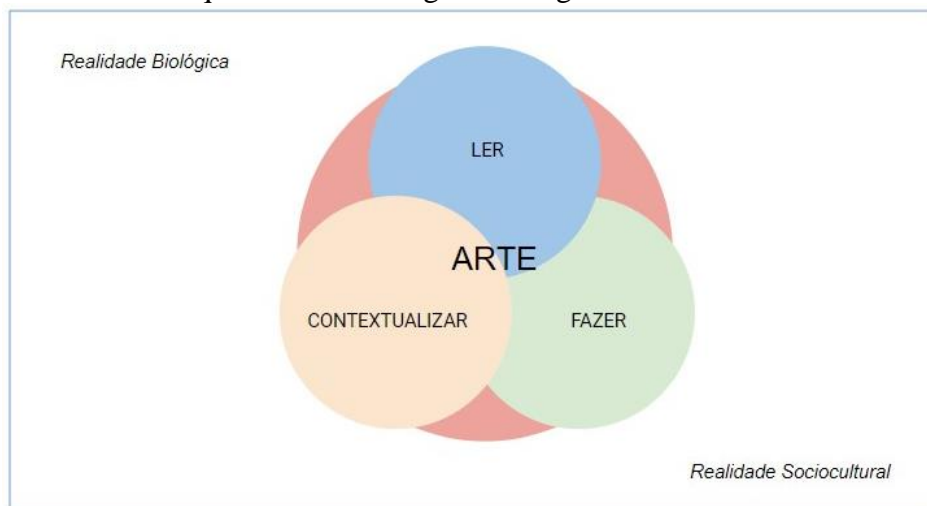 Realidade Biológica
LER
ARTE
CONTEXTUALIZAR FAZER
Realidade Sociocultural